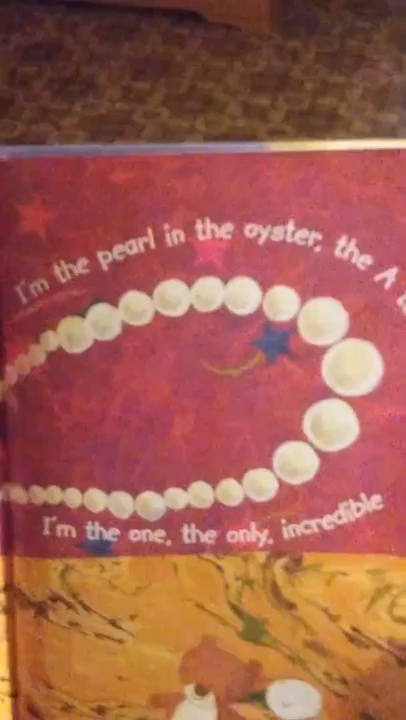 I'm the pearl in the oyster, the A
I'm the one, the only, incredible